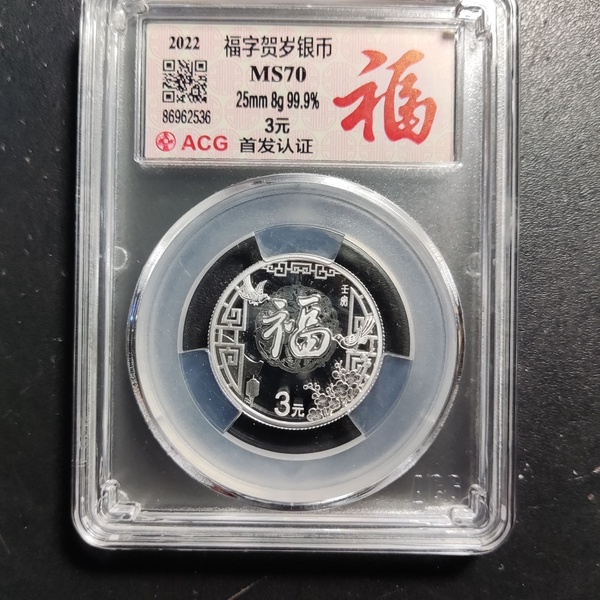 2022
福字贺岁银币
MS70
25mm 8g 99.9%
3元
86962536
ACG 首发认证
福
福
壬寅
3元
ACG